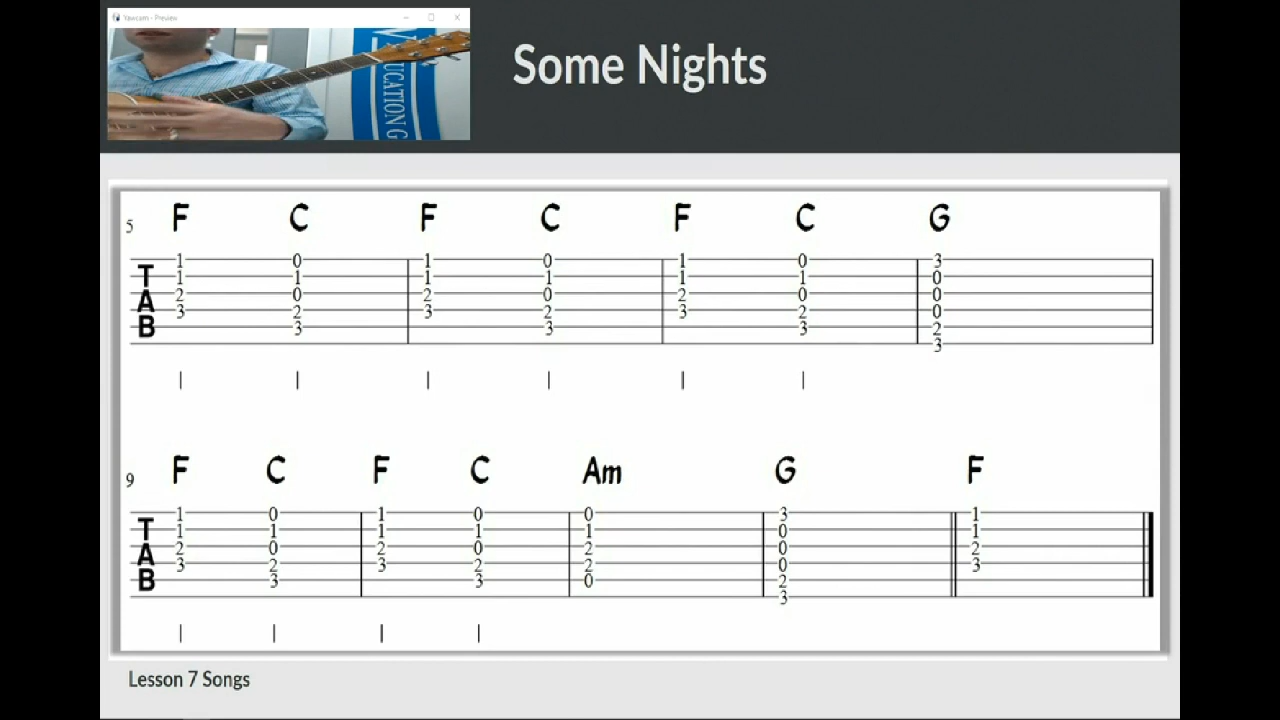 Yawcam - Preview
Some Nights
UCATION G
5 F C F C F C G
1 0 1 0 1 0 3
1 1 1 1 1 1 0
T 2 0 2 0 2 0 0
A 3 2 3 2 3 2 0
B 3 3 3 2
3
9 F C F C Am G F
1 0 1 0 0 3 1
1 1 1 1 1 0 1
T 2 0 2 0 2 0 2
A 3 2 3 2 2 0 3
B 3 3 0 2
3
Lesson 7 Songs